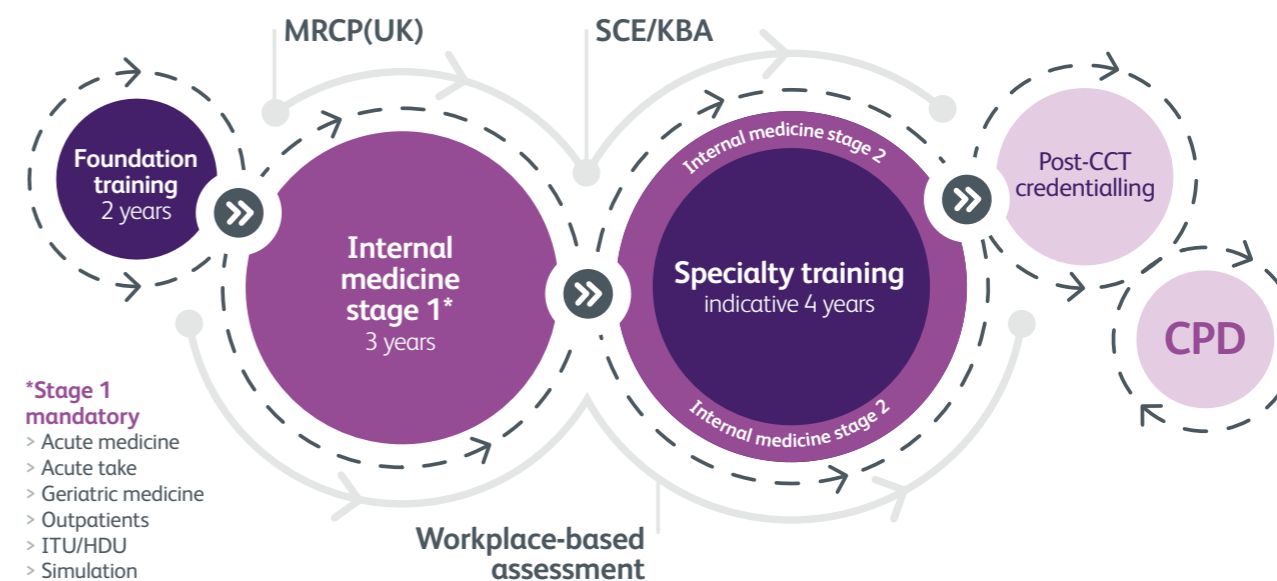 MRCP(UK)
SCE/KBA
Foundation
training
2 years
Internal
medicine
stage 1*
3 years
Internal medicine stage 2
Specialty training
indicative 4 years
Internal medicine stage 2
Post-CCT
credentialling
CPD
*Stage 1
mandatory
> Acute medicine
> Acute take
> Geriatric medicine
> Outpatients
> ITU/HDU
> Simulation
Workplace-based
assessment